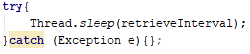 try{
    Thread.sleep(retrieveInterval);
}catch (Exception e){};